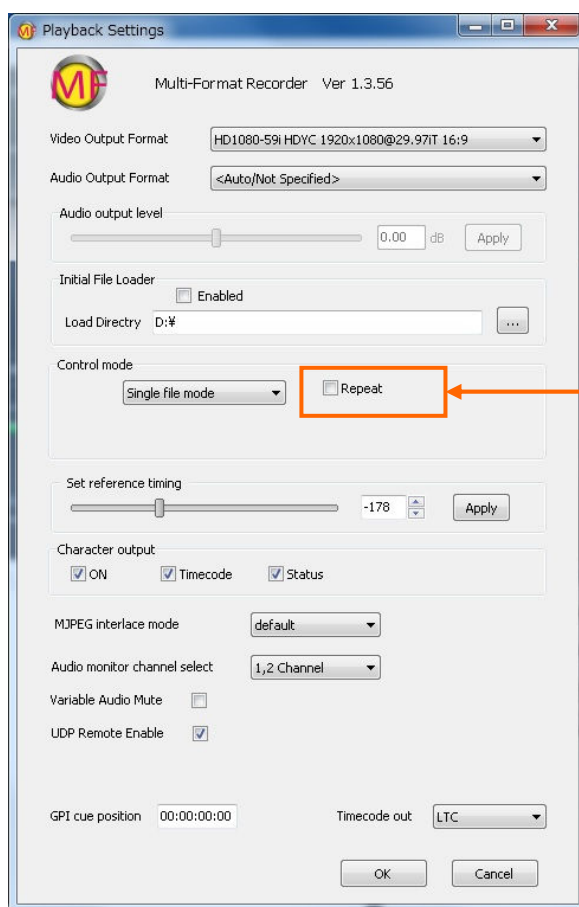 Playback Settings
MF
Multi-Format Recorder Ver 1.3.56
Video Output Format HD1080-59i HDYC 1920x1080@29.97iT 16:9
Audio Output Format <Auto/Not Specified>
Audio output level
0.00 dB Apply
Initial File Loader
Enabled
Load Directry D:¥ ...
Control mode
Single file mode Repeat
Set reference timing
-178 Apply
Character output
ON Timecode Status
MJPEG interlace mode default
Audio monitor channel select 1,2 Channel
Variable Audio Mute
UDP Remote Enable
GPI cue position 00:00:00:00 Timecode out LTC
OK Cancel